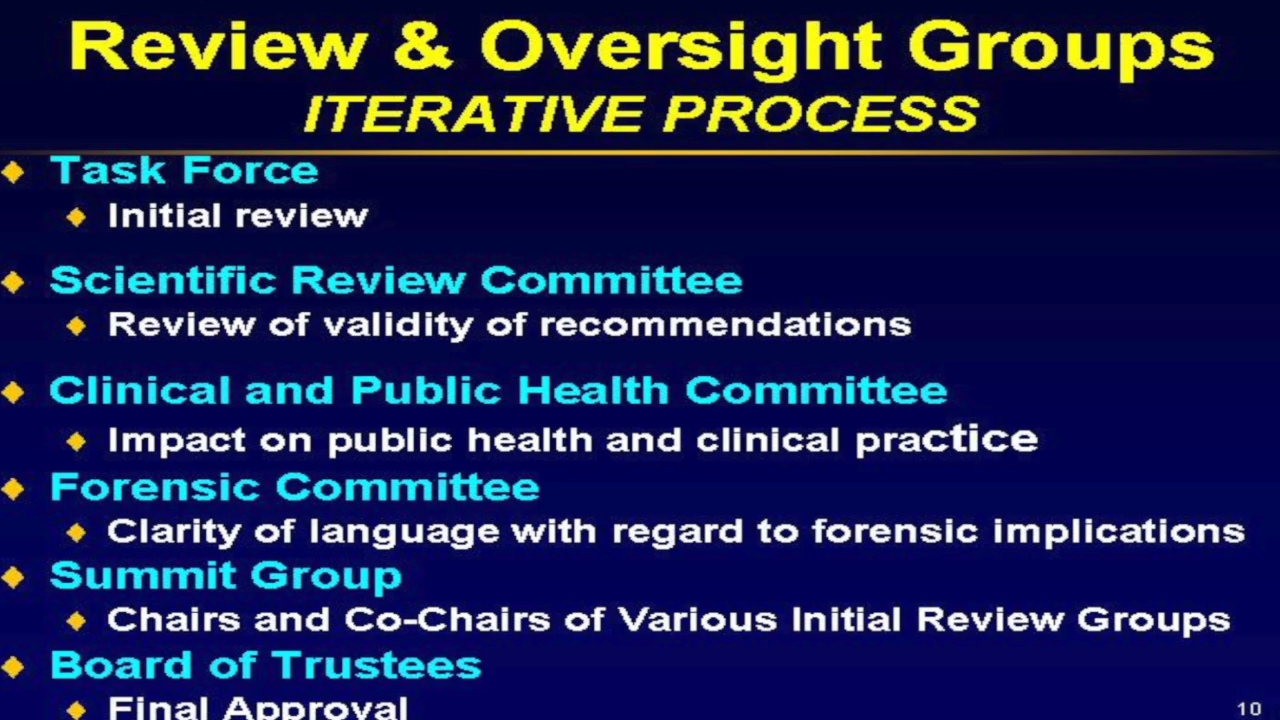 Review & Oversight Groups
ITERATIVE PROCESS
Task Force
Initial review
Scientific Review Committee
Review of validity of recommendations
Clinical and Public Health Committee
Impact on public health and clinical practice
Forensic Committee
Clarity of language with regard to forensic implications
Summit Group
Chairs and Co-Chairs of Various Initial Review Groups
Board of Trustees
Final Approval
10